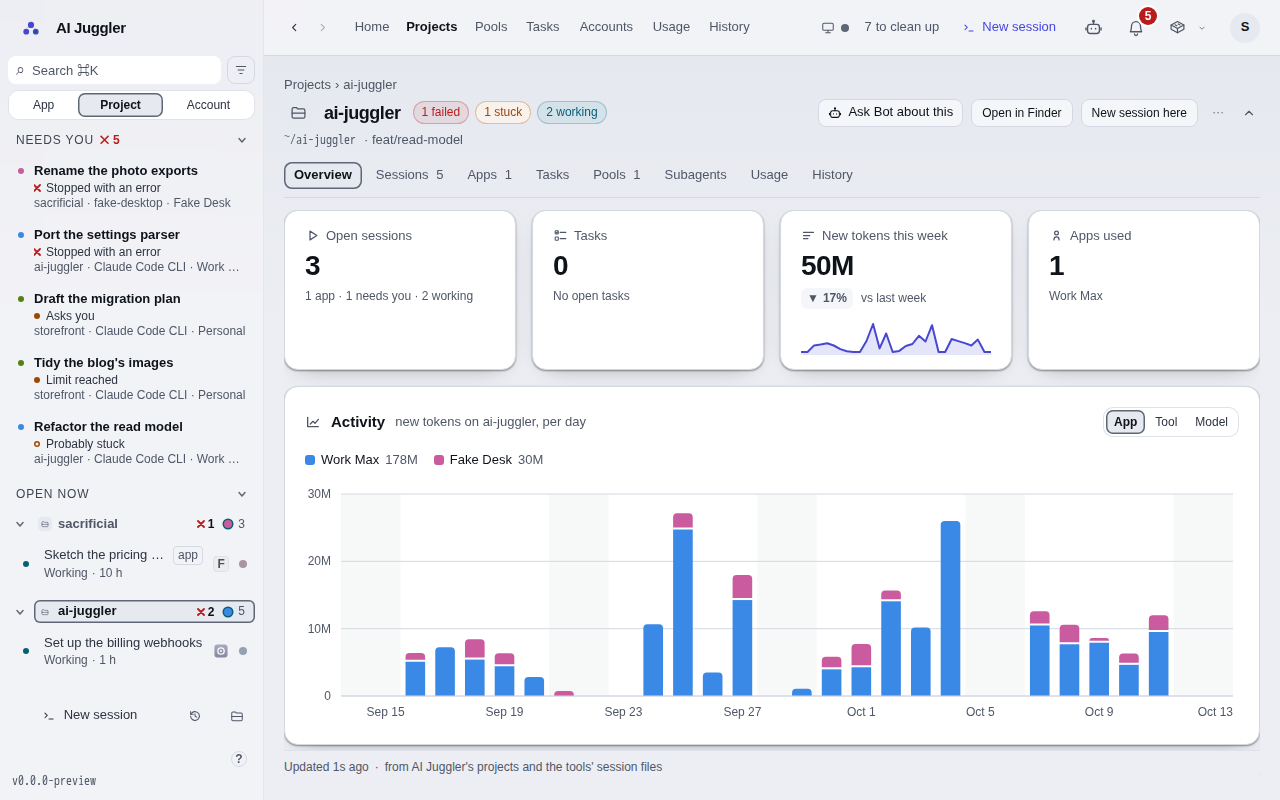 AI Juggler
Search ⌘K
App Project Account
NEEDS YOU 5
Rename the photo exports
Stopped with an error
sacrificial · fake-desktop · Fake Desk
Port the settings parser
Stopped with an error
ai-juggler · Claude Code CLI · Work …
Draft the migration plan
Asks you
storefront · Claude Code CLI · Personal
Tidy the blog's images
Limit reached
storefront · Claude Code CLI · Personal
Refactor the read model
Probably stuck
ai-juggler · Claude Code CLI · Work …
OPEN NOW
sacrificial 1 3
Sketch the pricing … app F
Working · 10 h
ai-juggler 2 5
Set up the billing webhooks
Working · 1 h
New session
?
v0.0.0-preview
Home Projects Pools Tasks Accounts Usage History
7 to clean up New session 5 S
Projects › ai-juggler
ai-juggler 1 failed 1 stuck 2 working
Ask Bot about this Open in Finder New session here ···
~/ai-juggler · feat/read-model
Overview Sessions 5 Apps 1 Tasks Pools 1 Subagents Usage History
Open sessions
3
1 app · 1 needs you · 2 working
Tasks
0
No open tasks
New tokens this week
50M
▼ 17% vs last week
Apps used
1
Work Max
Activity new tokens on ai-juggler, per day
App Tool Model
Work Max 178M Fake Desk 30M
30M
20M
10M
0
Sep 15 Sep 19 Sep 23 Sep 27 Oct 1 Oct 5 Oct 9 Oct 13
Updated 1s ago · from AI Juggler's projects and the tools' session files